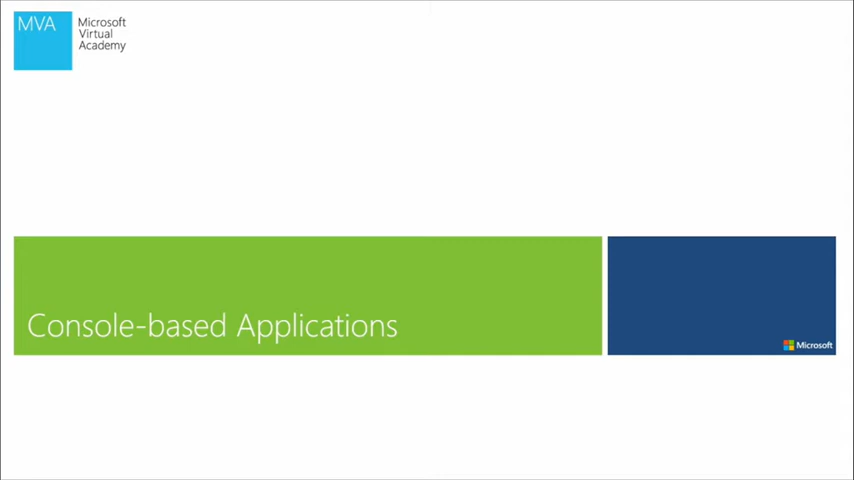 MVA
Microsoft
Virtual
Academy
Console-based Applications
Microsoft